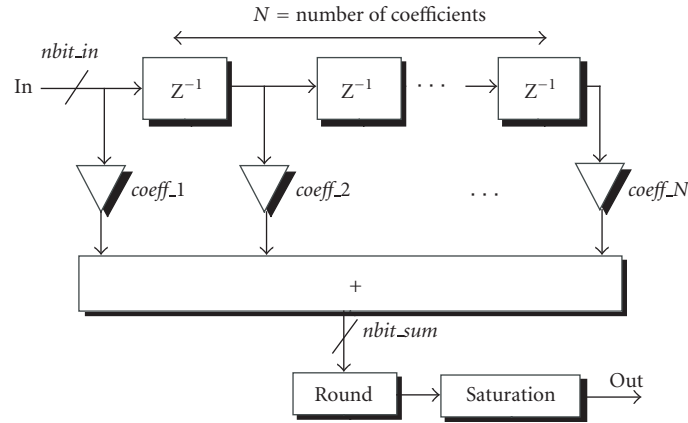 N = number of coefficients
nbit_in
In
Z⁻¹
Z⁻¹
. . .
Z⁻¹
coeff_1
coeff_2
. . .
coeff_N
+
nbit_sum
Round
Saturation
Out